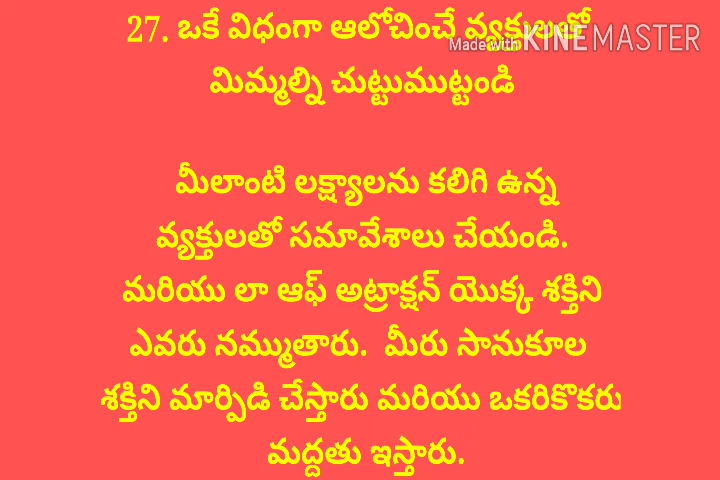 27. ఒకే విధంగా ఆలోచించే వ్యక్తులతో
Made with KINEMASTER
మిమ్మల్ని చుట్టుముట్టండి
మీలాంటి లక్ష్యాలను కలిగి ఉన్న
వ్యక్తులతో సమావేశాలు చేయండి.
మరియు లా ఆఫ్ అట్రాక్షన్ యొక్క శక్తిని
ఎవరు నమ్ముతారు.  మీరు సానుకూల
శక్తిని మార్పిడి చేస్తారు మరియు ఒకరికొకరు
మద్దతు ఇస్తారు.